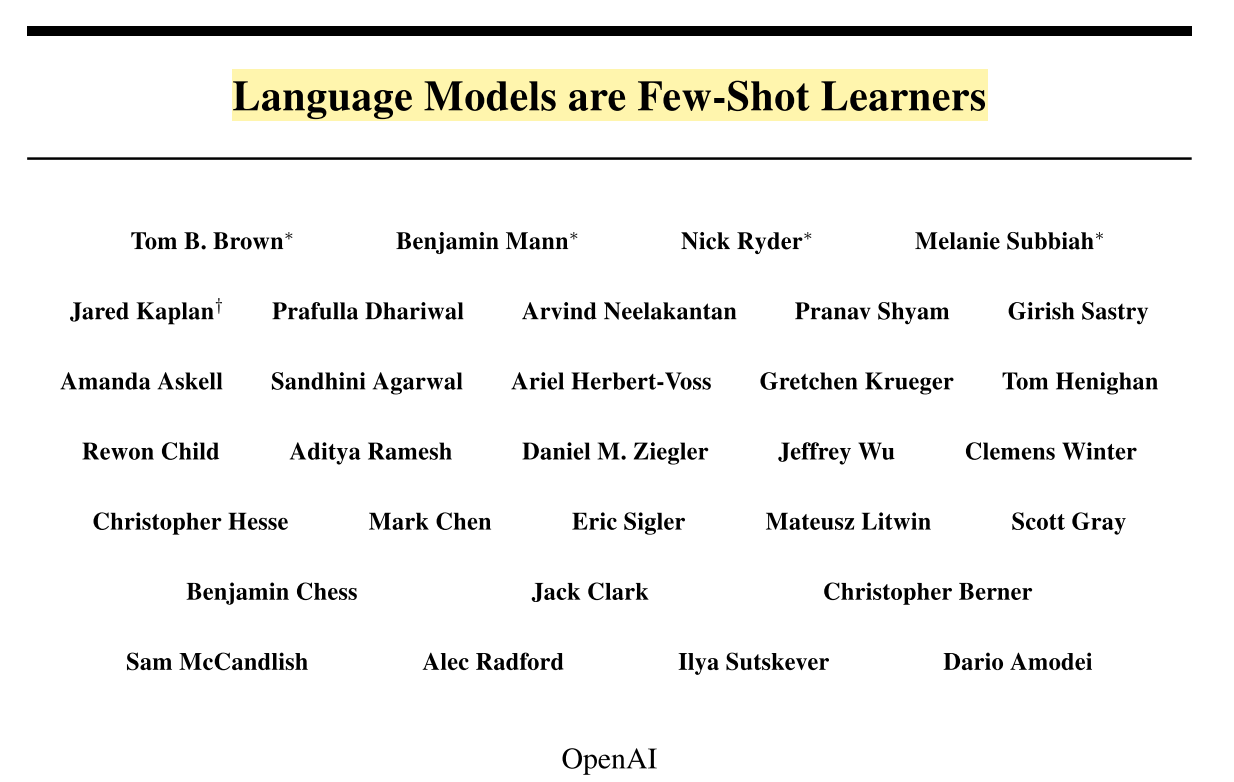 Language Models are Few-Shot Learners
Tom B. Brown* Benjamin Mann* Nick Ryder* Melanie Subbiah*
Jared Kaplan† Prafulla Dhariwal Arvind Neelakantan Pranav Shyam Girish Sastry
Amanda Askell Sandhini Agarwal Ariel Herbert-Voss Gretchen Krueger Tom Henighan
Rewon Child Aditya Ramesh Daniel M. Ziegler Jeffrey Wu Clemens Winter
Christopher Hesse Mark Chen Eric Sigler Mateusz Litwin Scott Gray
Benjamin Chess Jack Clark Christopher Berner
Sam McCandlish Alec Radford Ilya Sutskever Dario Amodei
OpenAI